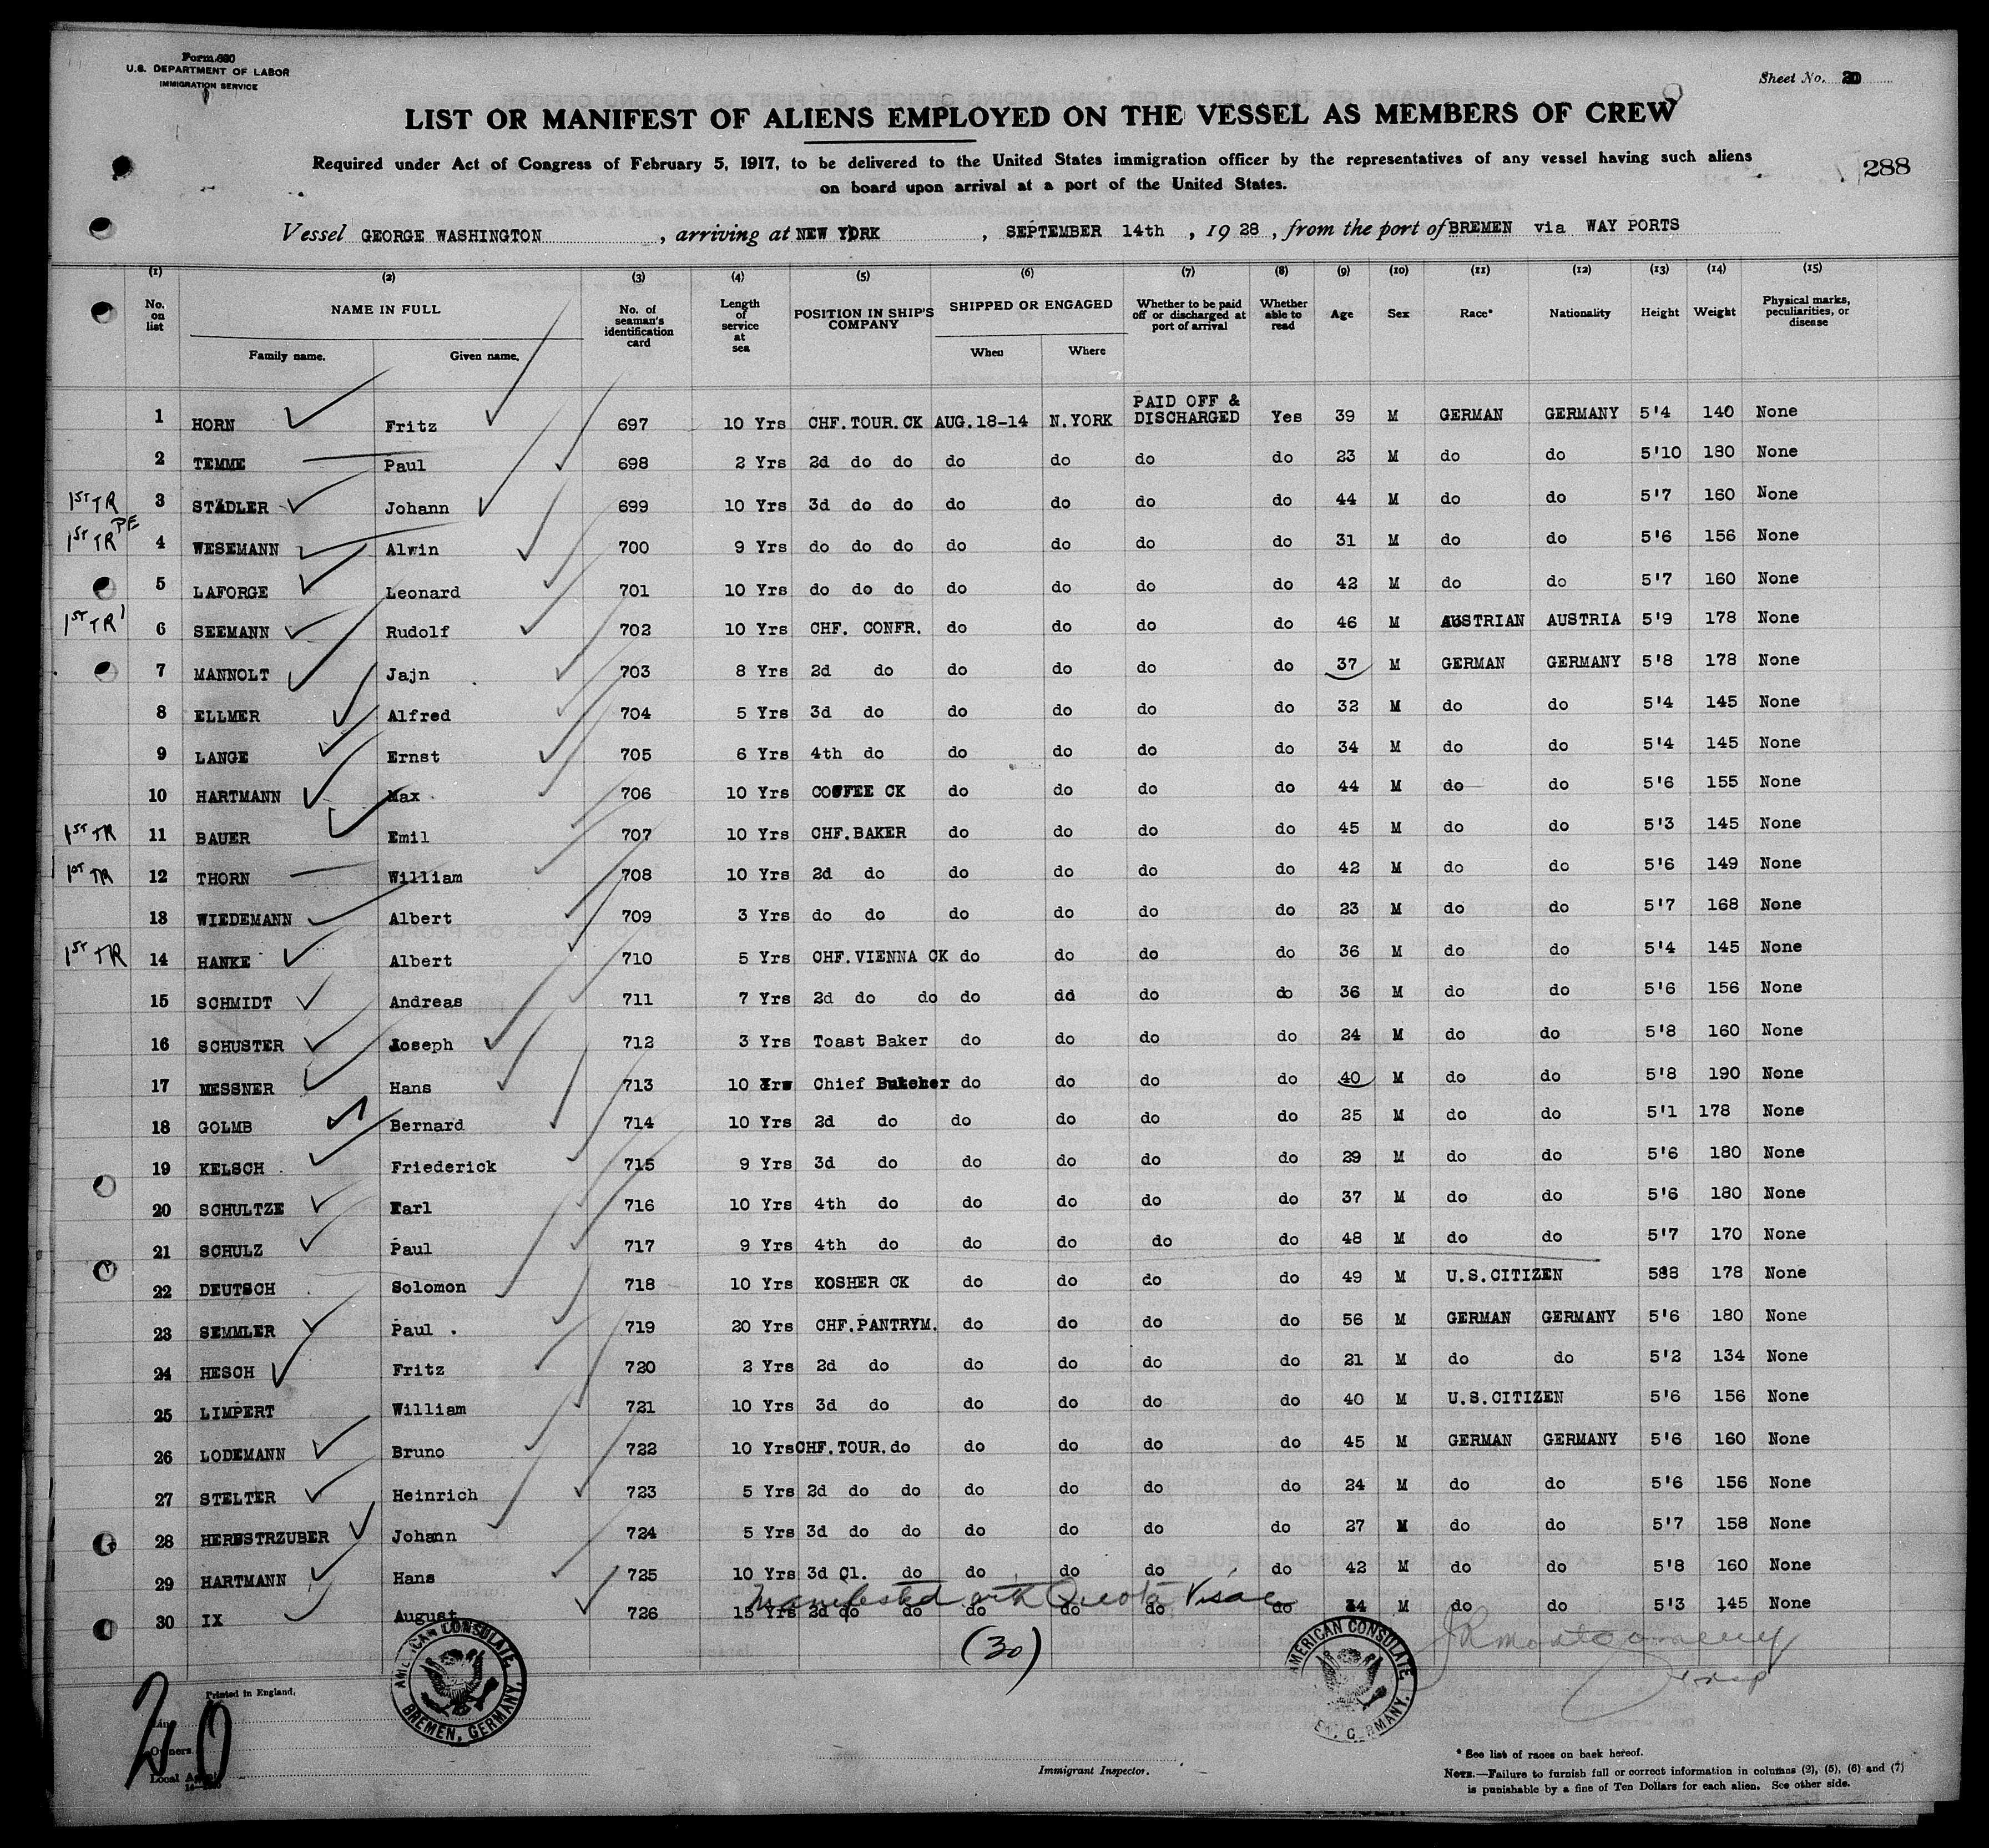 Form 680
U.S. DEPARTMENT OF LABOR
IMMIGRATION SERVICE
Sheet No. 20
LIST OR MANIFEST OF ALIENS EMPLOYED ON THE VESSEL AS MEMBERS OF CREW
Required under Act of Congress of February 5, 1917, to be delivered to the United States immigration officer by the representatives of any vessel having such aliens
on board upon arrival at a port of the United States.
288
Vessel GEORGE WASHINGTON, arriving at NEW YORK, SEPTEMBER 14th, 1928, from the port of BREMEN via WAY PORTS
(1) (2) (3) (4) (5) (6) (7) (8) (9) (10) (11) (12) (13) (14) (15)
No. on list NAME IN FULL Family name. Given name. No. of seaman's identification card Length of service at sea POSITION IN SHIP'S COMPANY SHIPPED OR ENGAGED When Where Whether to be paid off or discharged at port of arrival Whether able to read Age Sex Race* Nationality Height Weight Physical marks, peculiarities, or disease
1 HORN Fritz 697 10 Yrs CHF.TOUR.CK AUG.18-14 N.YORK PAID OFF & DISCHARGED Yes 39 M GERMAN GERMANY 5'4 140 None
2 TEMME Paul 698 2 Yrs 2d do do do do do do 23 M do do 5'10 180 None
1ST TR 3 STÄDLER Johann 699 10 Yrs 3d do do do do do do 44 M do do 5'7 160 None
1ST TR PE 4 WESEMANN Alwin 700 9 Yrs do do do do do do do 31 M do do 5'6 156 None
5 LAFORGE Leonard 701 10 Yrs do do do do do do do 42 M do do 5'7 160 None
1ST TR 6 SEEMANN Rudolf 702 10 Yrs CHF. CONFR. do do do do 46 M AUSTRIAN AUSTRIA 5'9 178 None
7 MANNOLT Jajn 703 8 Yrs 2d do do do do do 37 M GERMAN GERMANY 5'8 178 None
8 ELLMER Alfred 704 5 Yrs 3d do do do do do 32 M do do 5'4 145 None
9 LANGE Ernst 705 6 Yrs 4th do do do do do 34 M do do 5'4 145 None
10 HARTMANN Max 706 10 Yrs COFFEE CK do do do do 44 M do do 5'6 155 None
1ST TR 11 BAUER Emil 707 10 Yrs CHF.BAKER do do do do 45 M do do 5'3 145 None
1ST TR 12 THORN William 708 10 Yrs 2d do do do do do 42 M do do 5'6 149 None
13 WIEDEMANN Albert 709 3 Yrs do do do do do do 23 M do do 5'7 168 None
1ST TR 14 HANKE Albert 710 5 Yrs CHF.VIENNA CK do do do do 36 M do do 5'4 145 None
15 SCHMIDT Andreas 711 7 Yrs 2d do do do dd do do 36 M do do 5'6 156 None
16 SCHUSTER Joseph 712 3 Yrs Toast Baker do do do do 24 M do do 5'8 160 None
17 MESSNER Hans 713 10 Yrs Chief Butcher do do do do 40 M do do 5'8 190 None
18 GOLMB Bernard 714 10 Yrs 2d do do do do do 25 M do do 5'1 178 None
19 KELSCH Friederick 715 9 Yrs 3d do do do do do 29 M do do 5'6 180 None
20 SCHULTZE Karl 716 10 Yrs 4th do do do do do 37 M do do 5'6 180 None
21 SCHULZ Paul 717 9 Yrs 4th do do do do do 48 M do do 5'7 170 None
22 DEUTSCH Solomon 718 10 Yrs KOSHER CK do do do do 49 M U.S.CITIZEN 588 178 None
23 SEMMLER Paul . 719 20 Yrs CHF.PANTRYM. do do do do 56 M GERMAN GERMANY 5'6 180 None
24 HESCH Fritz 720 2 Yrs 2d do do do do do 21 M do do 5'2 134 None
25 LIMPERT William 721 10 Yrs 3d do do do do do 40 M U.S.CITIZEN 5'6 156 None
26 LODEMANN Bruno 722 10 Yrs CHF.TOUR.do do do do do 45 M GERMAN GERMANY 5'6 160 None
27 STELTER Heinrich 723 5 Yrs 2d do do do do do do 24 M do do 5'6 156 None
28 HERBSTRZUBER Johann 724 5 Yrs 3d do do do do do do 27 M do do 5'7 158 None
29 HARTMANN Hans 725 10 Yrs 3d Cl. do do do do do 42 M do do 5'8 160 None
Manifested with Quota Visae
30 IX August 726 15 Yrs 2d do do do do do do 34 M do do 5'3 145 None
(30)
JR Montgomery
Insp
AMERICAN CONSULATE, BREMEN, GERMANY.
AMERICAN CONSULATE, GERMANY.
Printed in England.
20
Line
Owners
Local Agent
Immigrant Inspector.
* See list of races on back hereof.
NOTE.—Failure to furnish full or correct information in columns (2), (5), (6) and (7)
is punishable by a fine of Ten Dollars for each alien. See other side.